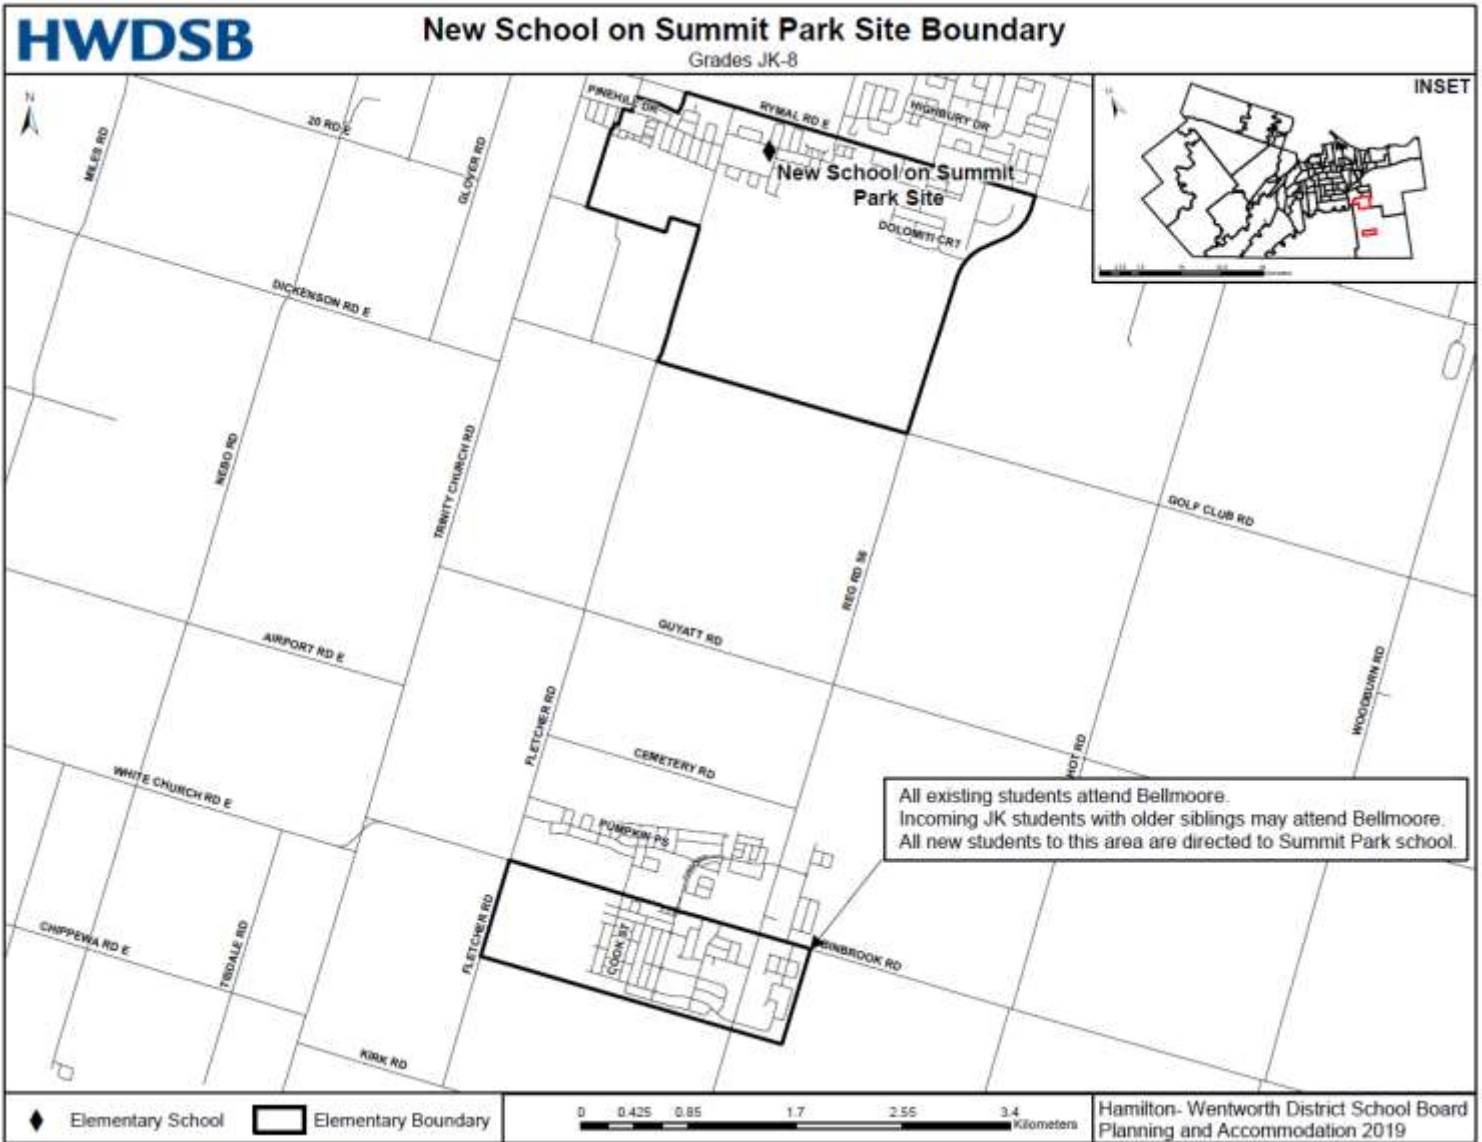 HWDSB
New School on Summit Park Site Boundary
Grades JK-8
INSET
N
PINEHILL DR
RYMAL RD E
HIGHBURY DR
20 RD E
MILES RD
GLOVER RD
New School on Summit
Park Site
DOLOMITI CRT
DICKENSON RD E
NEBO RD
TRINITY CHURCH RD
GOLF CLUB RD
REG RD 56
GUYATT RD
AIRPORT RD E
WOODBURN RD
FLETCHER RD
CEMETERY RD
HOT RD
WHITE CHURCH RD E
All existing students attend Bellmoore.
Incoming JK students with older siblings may attend Bellmoore.
All new students to this area are directed to Summit Park school.
PUMPKIN PS
FLETCHER RD
COOK ST
BINBROOK RD
CHIPPEWA RD E
TISDALE RD
KIRK RD
Elementary School
Elementary Boundary
0 0.425 0.85 1.7 2.55 3.4
Kilometers
Hamilton- Wentworth District School Board
Planning and Accommodation 2019